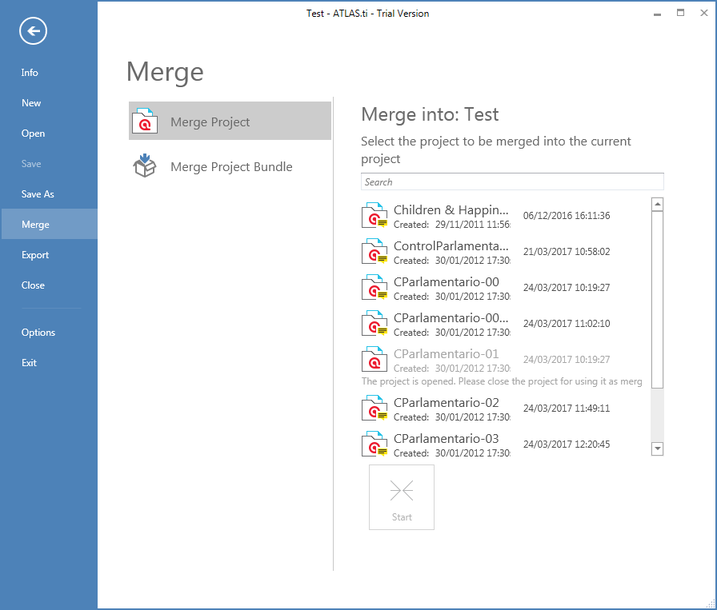 Test - ATLAS.ti - Trial Version
Info
New
Open
Save
Save As
Merge
Export
Close
Options
Exit
Merge
Merge Project
Merge Project Bundle
Merge into: Test
Select the project to be merged into the current
project
Search
Children & Happin... 06/12/2016 16:11:36
Created: 29/11/2011 11:56:
ControlParlamenta... 21/03/2017 10:58:02
Created: 30/01/2012 17:30:
CParlamentario-00 24/03/2017 10:19:27
Created: 30/01/2012 17:30:
CParlamentario-00... 24/03/2017 11:02:10
Created: 30/01/2012 17:30:
CParlamentario-01 24/03/2017 10:19:27
Created: 30/01/2012 17:30:
The project is opened. Please close the project for using it as merg
CParlamentario-02 24/03/2017 11:49:11
Created: 30/01/2012 17:30:
CParlamentario-03 24/03/2017 12:20:45
Created: 30/01/2012 17:30:
Start